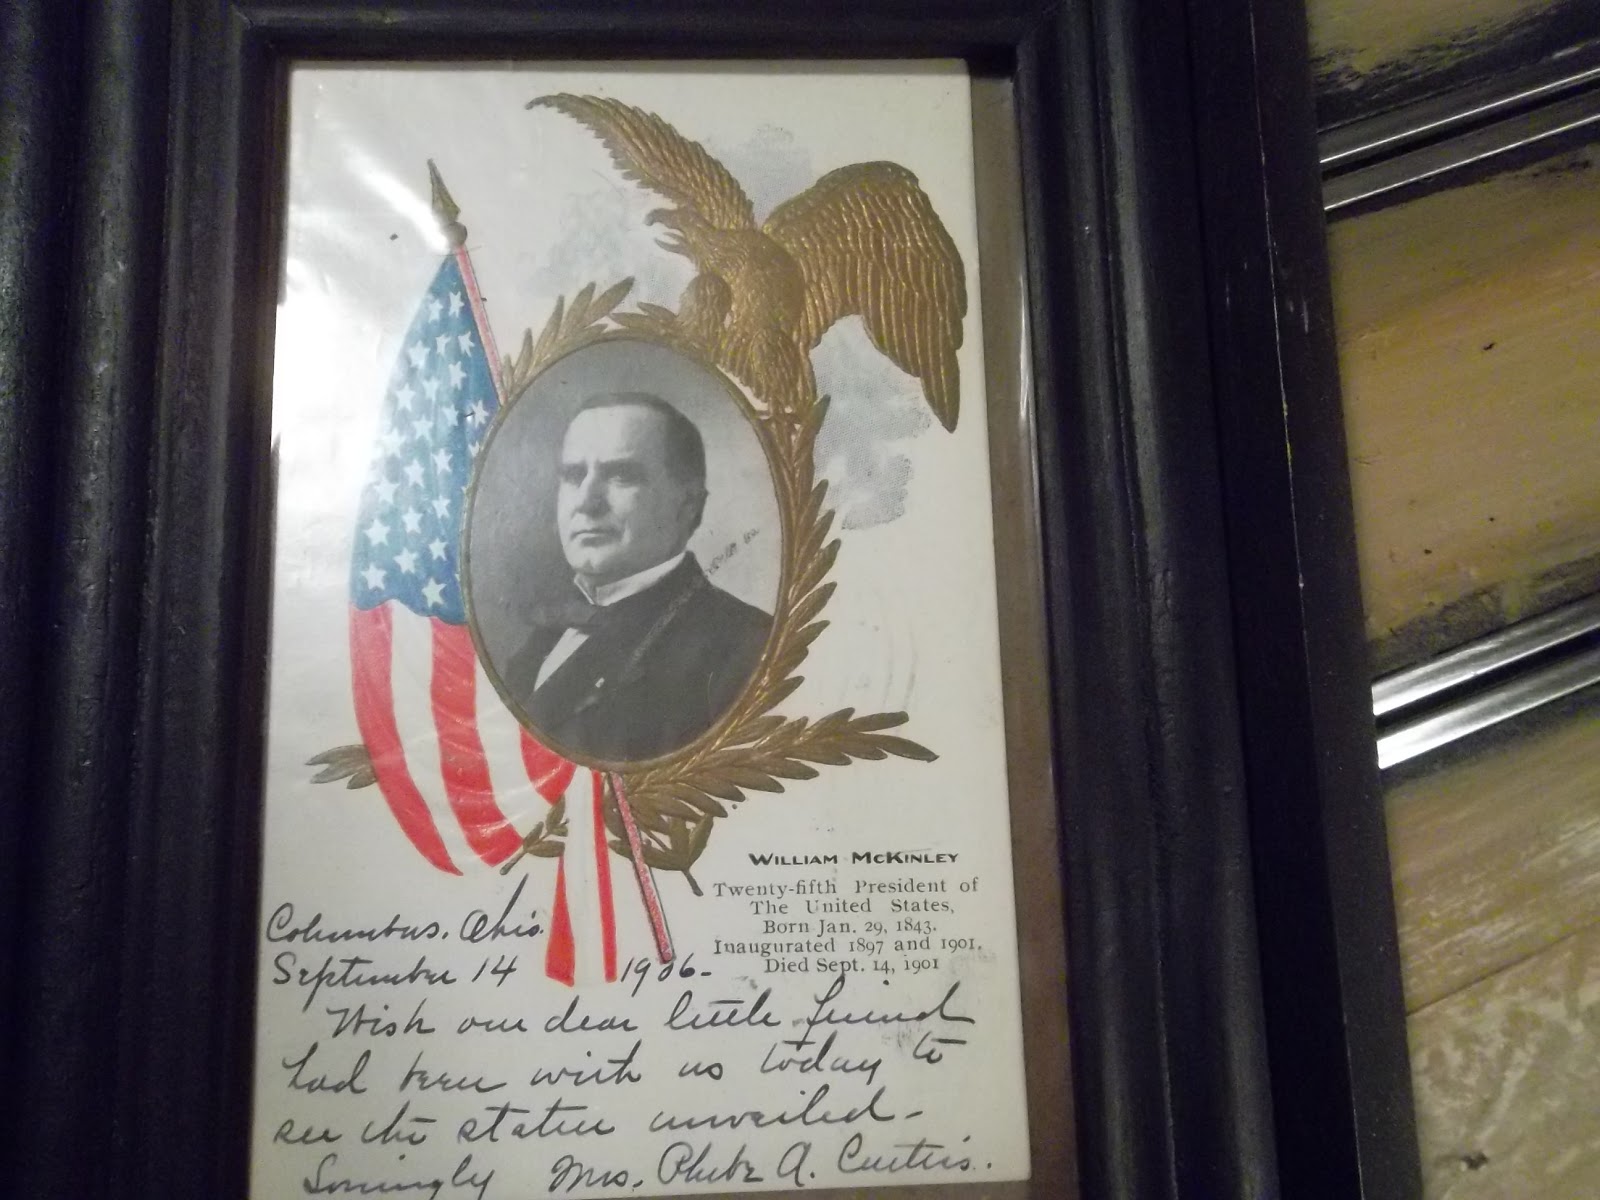 WILLIAM McKINLEY
Twenty-fifth President of
The United States,
Born Jan. 29, 1843.
Inaugurated 1897 and 1901.
Died Sept. 14, 1901
Columbus, Ohio.
September 14 1906-
Wish our dear little friend
had been with us today to
see the statue unveiled-
Lovingly Mrs. Phebe A. Curtis.